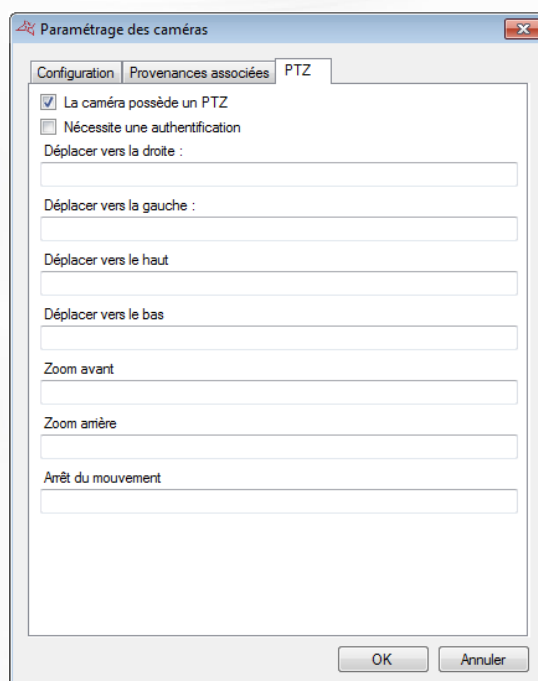 Paramétrage des caméras
Configuration Provenances associées PTZ
La caméra possède un PTZ
Nécessite une authentification
Déplacer vers la droite :
Déplacer vers la gauche :
Déplacer vers le haut
Déplacer vers le bas
Zoom avant
Zoom arrière
Arrêt du mouvement
OK Annuler